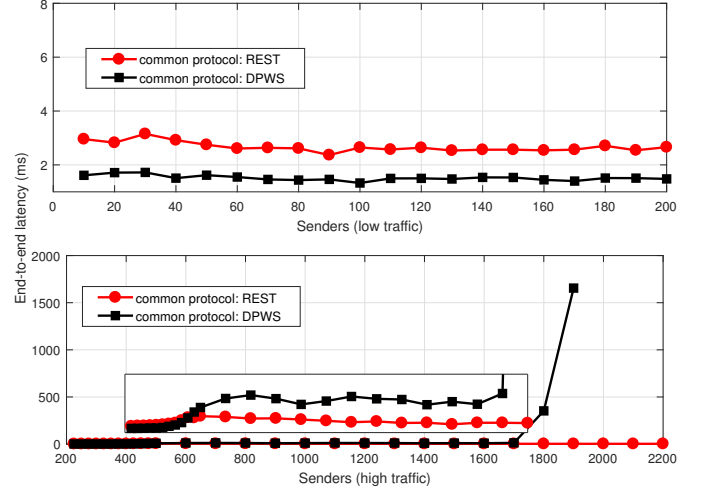 8
6
4
2
common protocol: REST
common protocol: DPWS
0 20 40 60 80 100 120 140 160 180 200
Senders (low traffic)
End-to-end latency (ms)
2000
1500
1000
500
0
common protocol: REST
common protocol: DPWS
200 400 600 800 1000 1200 1400 1600 1800 2000 2200
Senders (high traffic)